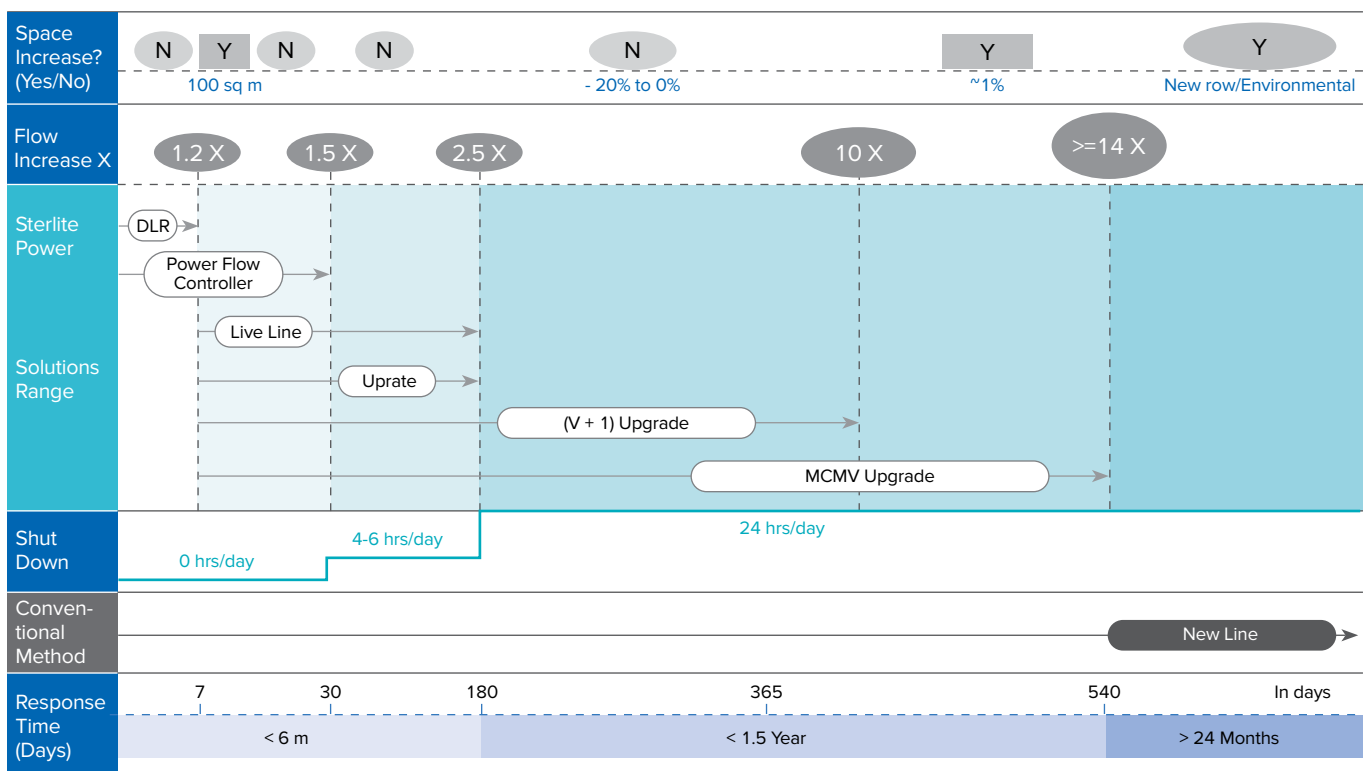 Space
Increase?
(Yes/No)
N Y N N N Y Y
100 sq m - 20% to 0% ~1% New row/Environmental
Flow
Increase X
1.2 X 1.5 X 2.5 X 10 X >=14 X
Sterlite
Power
DLR
Power Flow
Controller
Live Line
Solutions
Range
Uprate
(V + 1) Upgrade
MCMV Upgrade
Shut
Down
0 hrs/day 4-6 hrs/day 24 hrs/day
Conven-
tional
Method
New Line
Response
Time
(Days)
7 30 180 365 540 In days
< 6 m < 1.5 Year > 24 Months